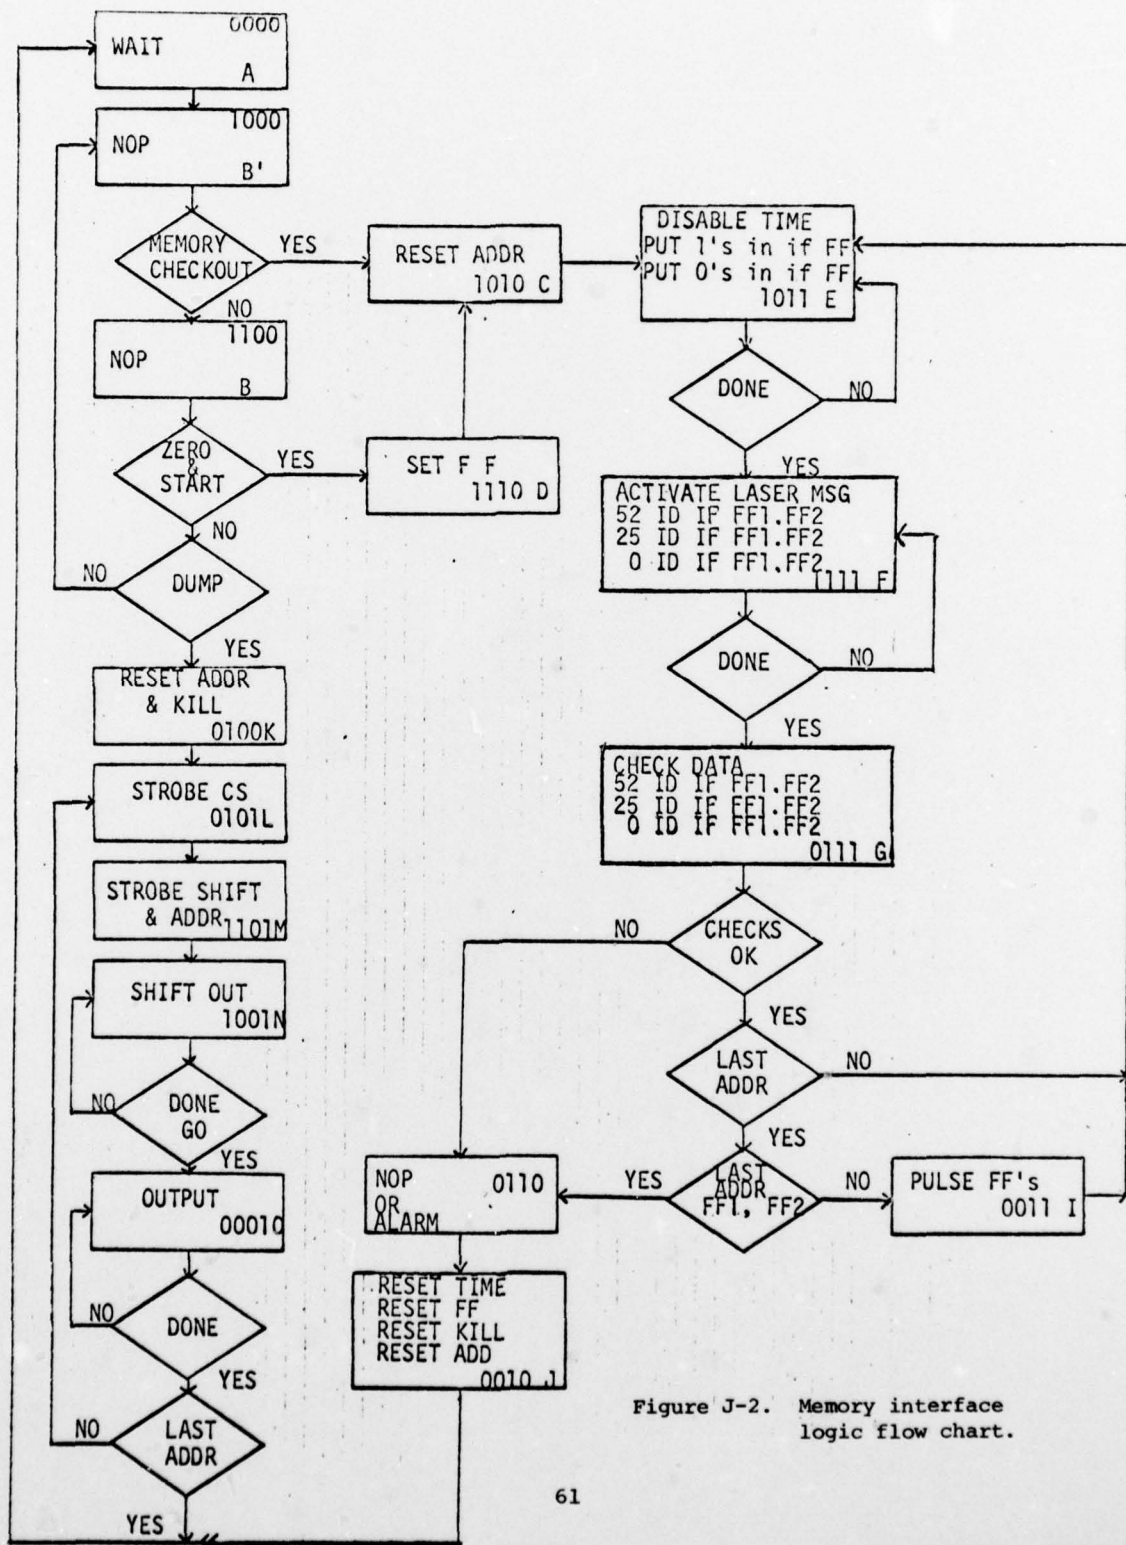 0000
WAIT
A
1000
NOP
B'
MEMORY
CHECKOUT
YES
NO
1100
NOP
B
ZERO
&
START
YES
NO
DUMP
NO
YES
RESET ADDR
& KILL
0100K
STROBE CS
0101L
STROBE SHIFT
& ADDR 1101M
SHIFT OUT
1001N
DONE
GO
NO
YES
OUTPUT
0001O
DONE
NO
YES
LAST
ADDR
NO
YES
RESET ADDR
1010 C
SET F F
1110 D
DISABLE TIME
PUT 1's in if FF
PUT 0's in if FF
1011 E
DONE
NO
YES
ACTIVATE LASER MSG
52 ID IF FF1.FF2
25 ID IF FF1.FF2
0 ID IF FF1.FF2
1111 F
DONE
NO
YES
CHECK DATA
52 ID IF FF1.FF2
25 ID IF FF1.FF2
0 ID IF FF1.FF2
0111 G
CHECKS
OK
NO
YES
LAST
ADDR
NO
YES
LAST
ADDR
FF1, FF2
YES
NO
PULSE FF's
0011 I
NOP 0110
OR
ALARM
RESET TIME
RESET FF
RESET KILL
RESET ADD
0010 J
Figure J-2. Memory interface
logic flow chart.
61